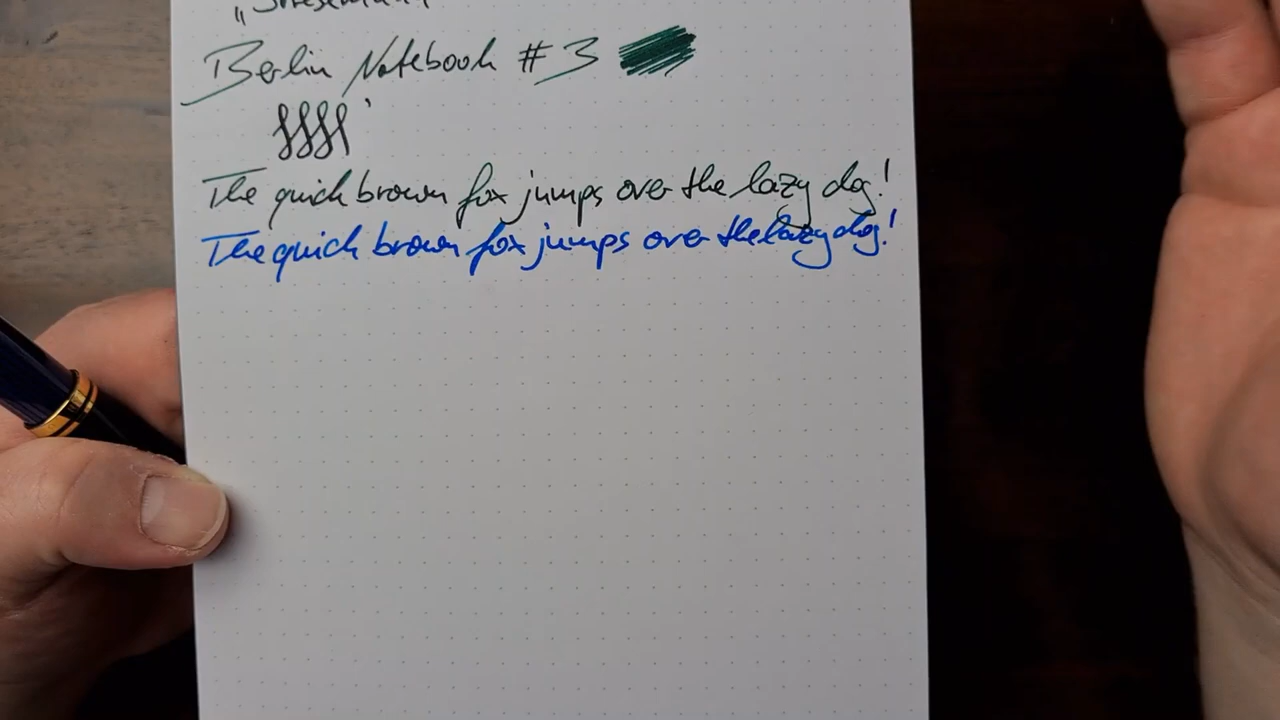 „Stresemann"
Berlin Notebook # 3
The quick brown fox jumps over the lazy dog!
The quick brown fox jumps over the lazy dog!